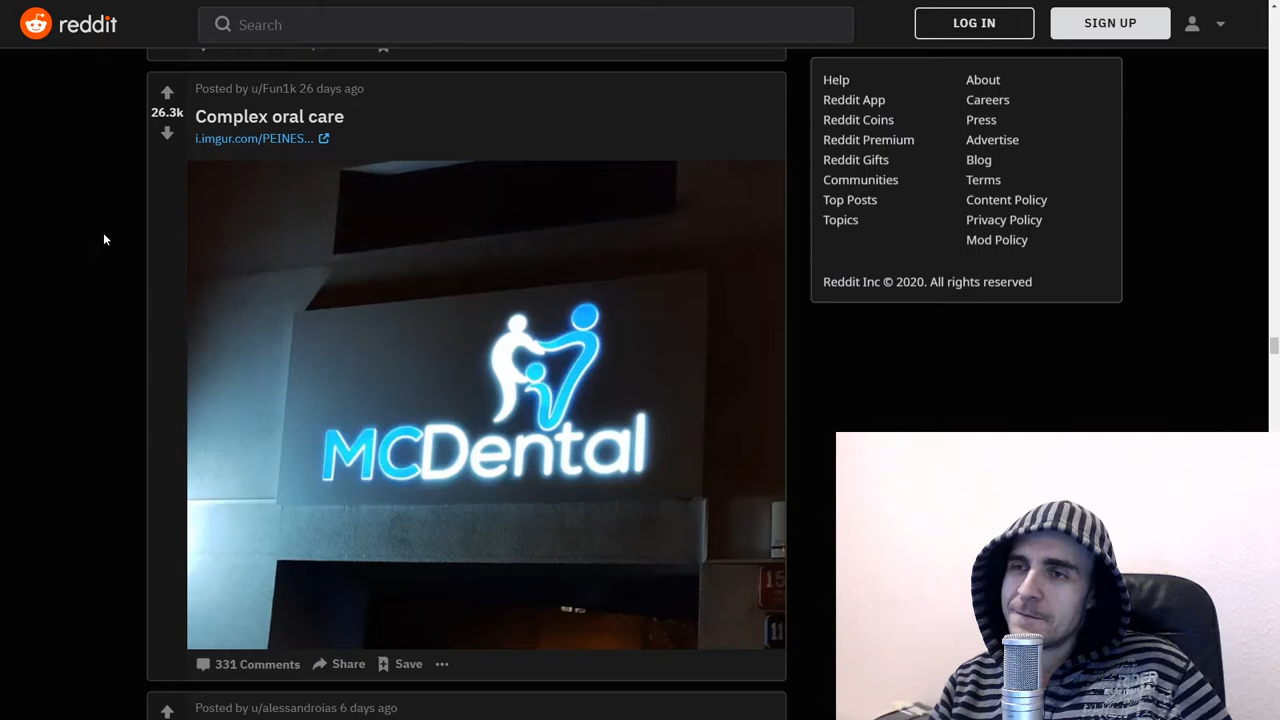 reddit
Search
LOG IN
SIGN UP
Posted by u/Fun1k 26 days ago
26.3k
Complex oral care
i.imgur.com/PEINES...
MCDental
331 Comments
Share
Save
Posted by u/alessandroias 6 days ago
Help
About
Reddit App
Careers
Reddit Coins
Press
Reddit Premium
Advertise
Reddit Gifts
Blog
Communities
Terms
Top Posts
Content Policy
Topics
Privacy Policy
Mod Policy
Reddit Inc © 2020. All rights reserved